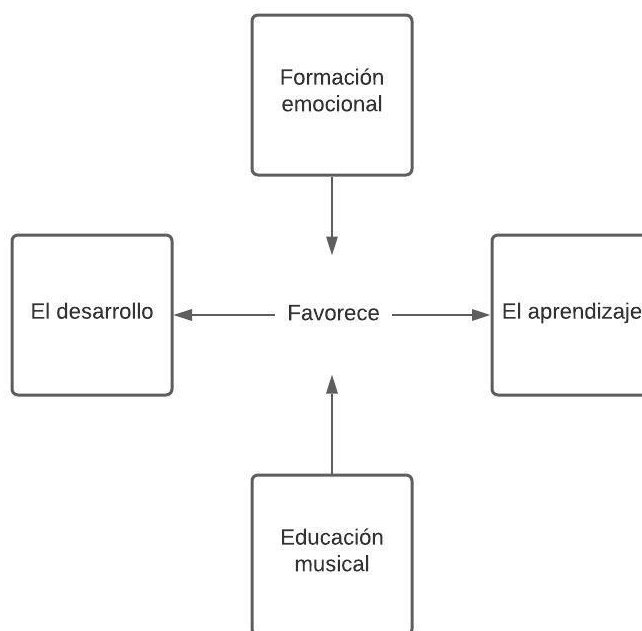 Formación
emocional
El desarrollo
Favorece
El aprendizaje
Educación
musical